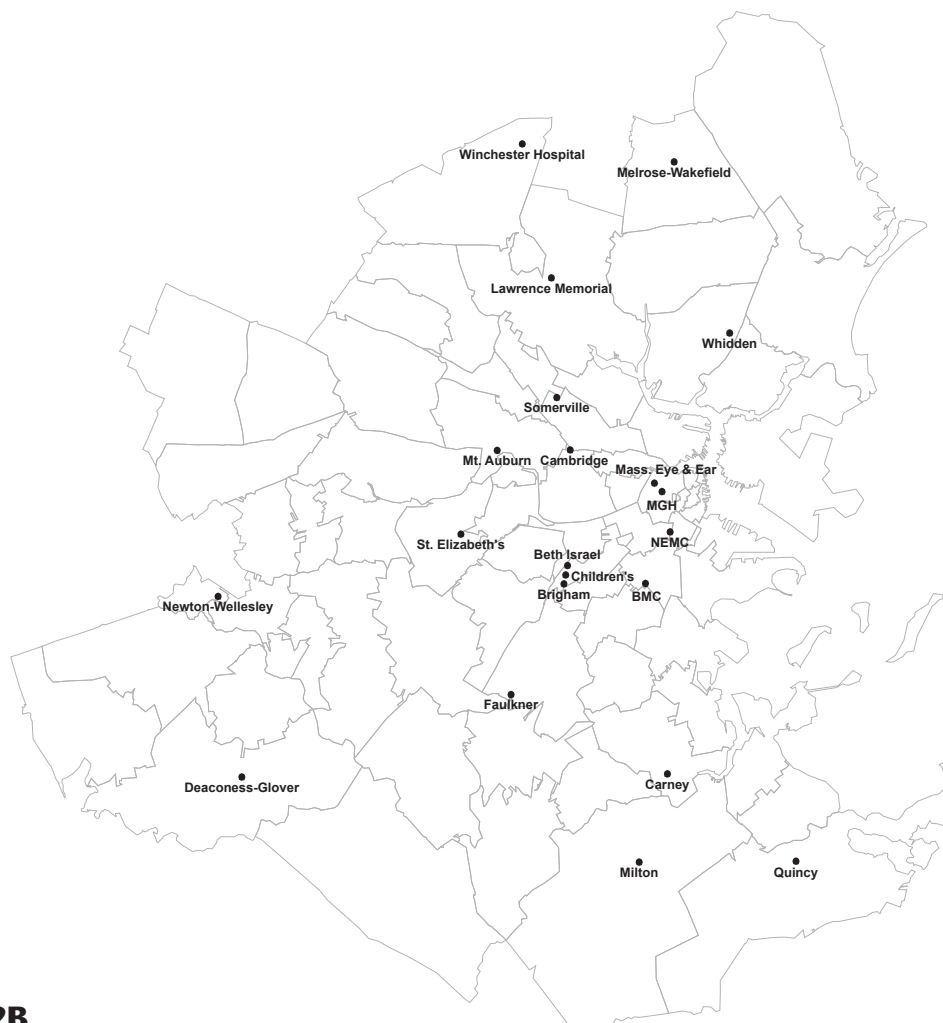 Winchester Hospital
Melrose-Wakefield
Lawrence Memorial
Whidden
Somerville
Mt. Auburn
Cambridge
Mass. Eye & Ear
MGH
St. Elizabeth's
NEMC
Beth Israel
Children's
Brigham
BMC
Newton-Wellesley
Faulkner
Deaconess-Glover
Carney
Milton
Quincy
2B